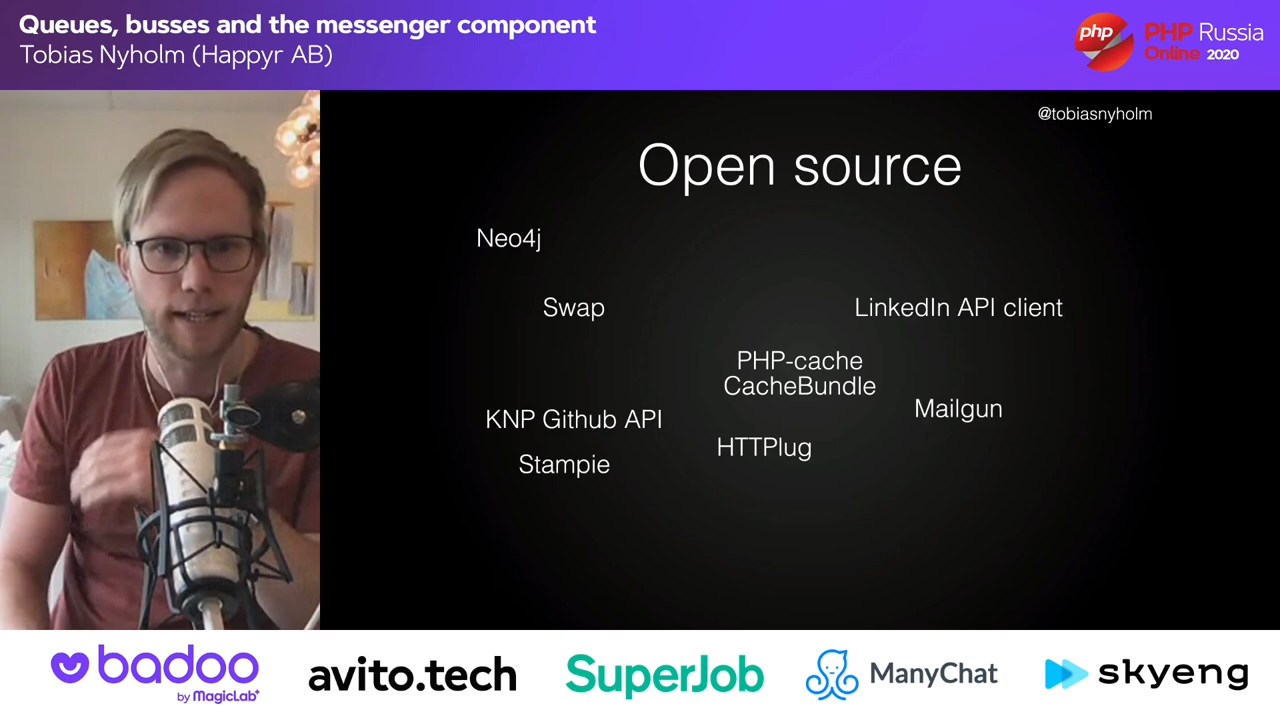 Queues, busses and the messenger component
Tobias Nyholm (Happyr AB)
php
PHP Russia
Online 2020
@tobiasnyholm
Open source
Neo4j
Swap
LinkedIn API client
PHP-cache
CacheBundle
Mailgun
KNP Github API
HTTPlug
Stampie
badoo
by MagicLab
avito.tech
SuperJob
ManyChat
skyeng